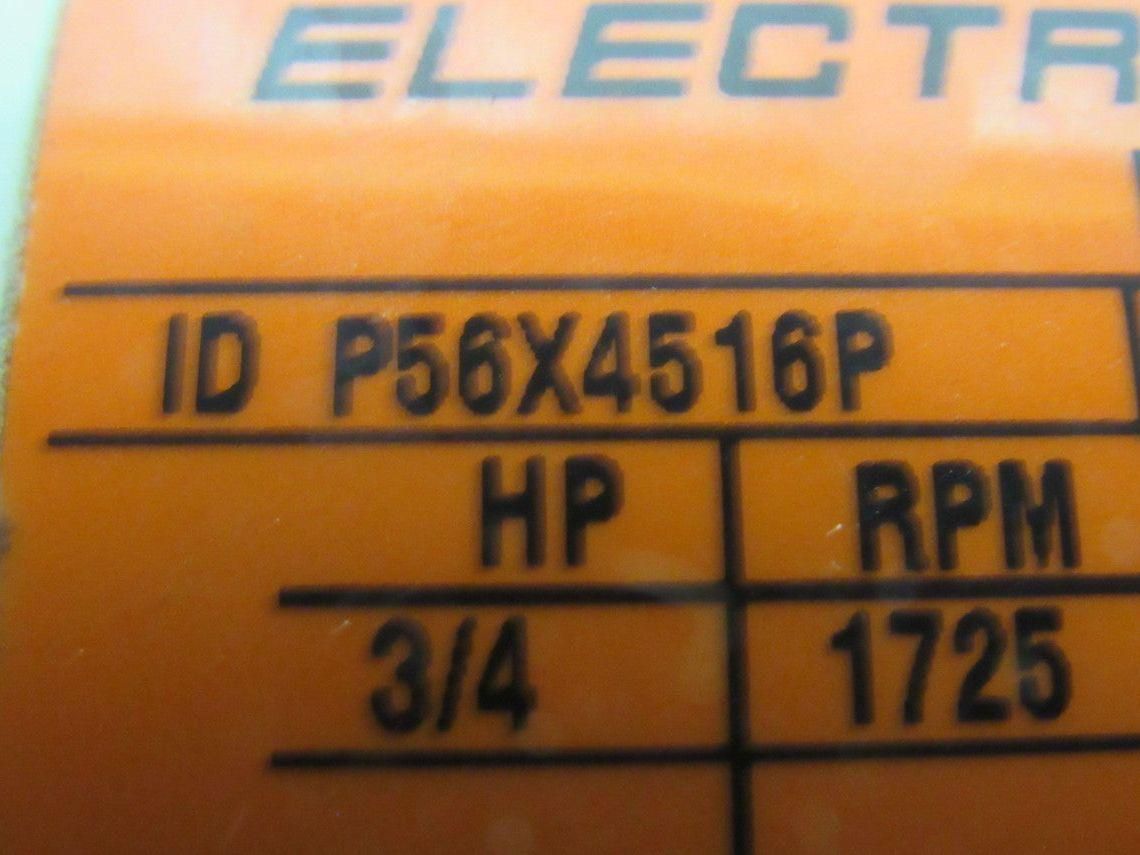 ELECTR
ID P56X4516P
HP RPM
3/4 1725